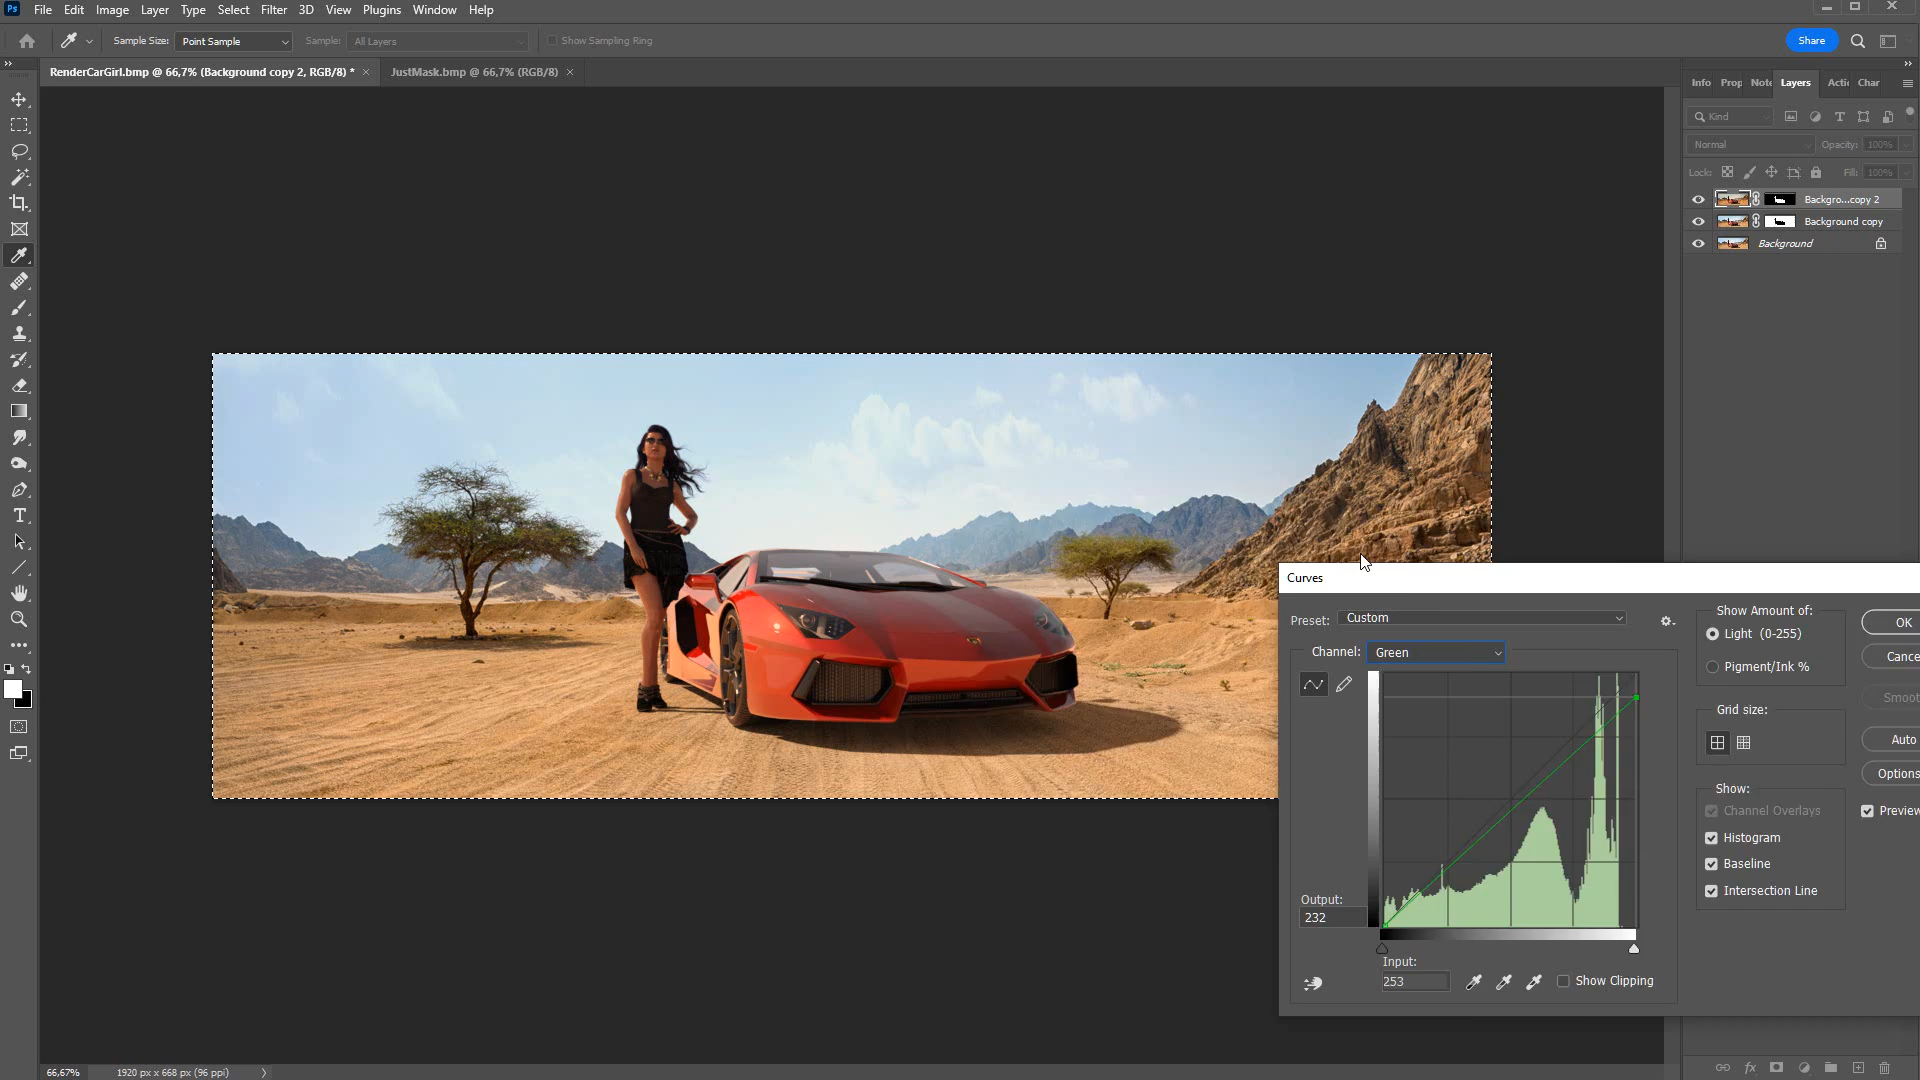 Ps File Edit Image Layer Type Select Filter 3D View Plugins Window Help
Sample Size: Point Sample Sample: All Layers Show Sampling Ring Share
RenderCarGirl.bmp @ 66,7% (Background copy 2, RGB/8) * × JustMask.bmp @ 66,7% (RGB/8) ×
Info Prop Note Layers Acti Char
Kind
Normal Opacity: 100%
Lock: Fill: 100%
Backgro...copy 2
Background copy
Background
Curves
Preset: Custom
Channel: Green
Output:
232
Input:
253
Show Clipping
Show Amount of:
Light (0-255)
Pigment/Ink %
Grid size:
Show:
Channel Overlays
Histogram
Baseline
Intersection Line
OK
Cance
Smoot
Auto
Options
Preview
66,67% 1920 px x 668 px (96 ppi)